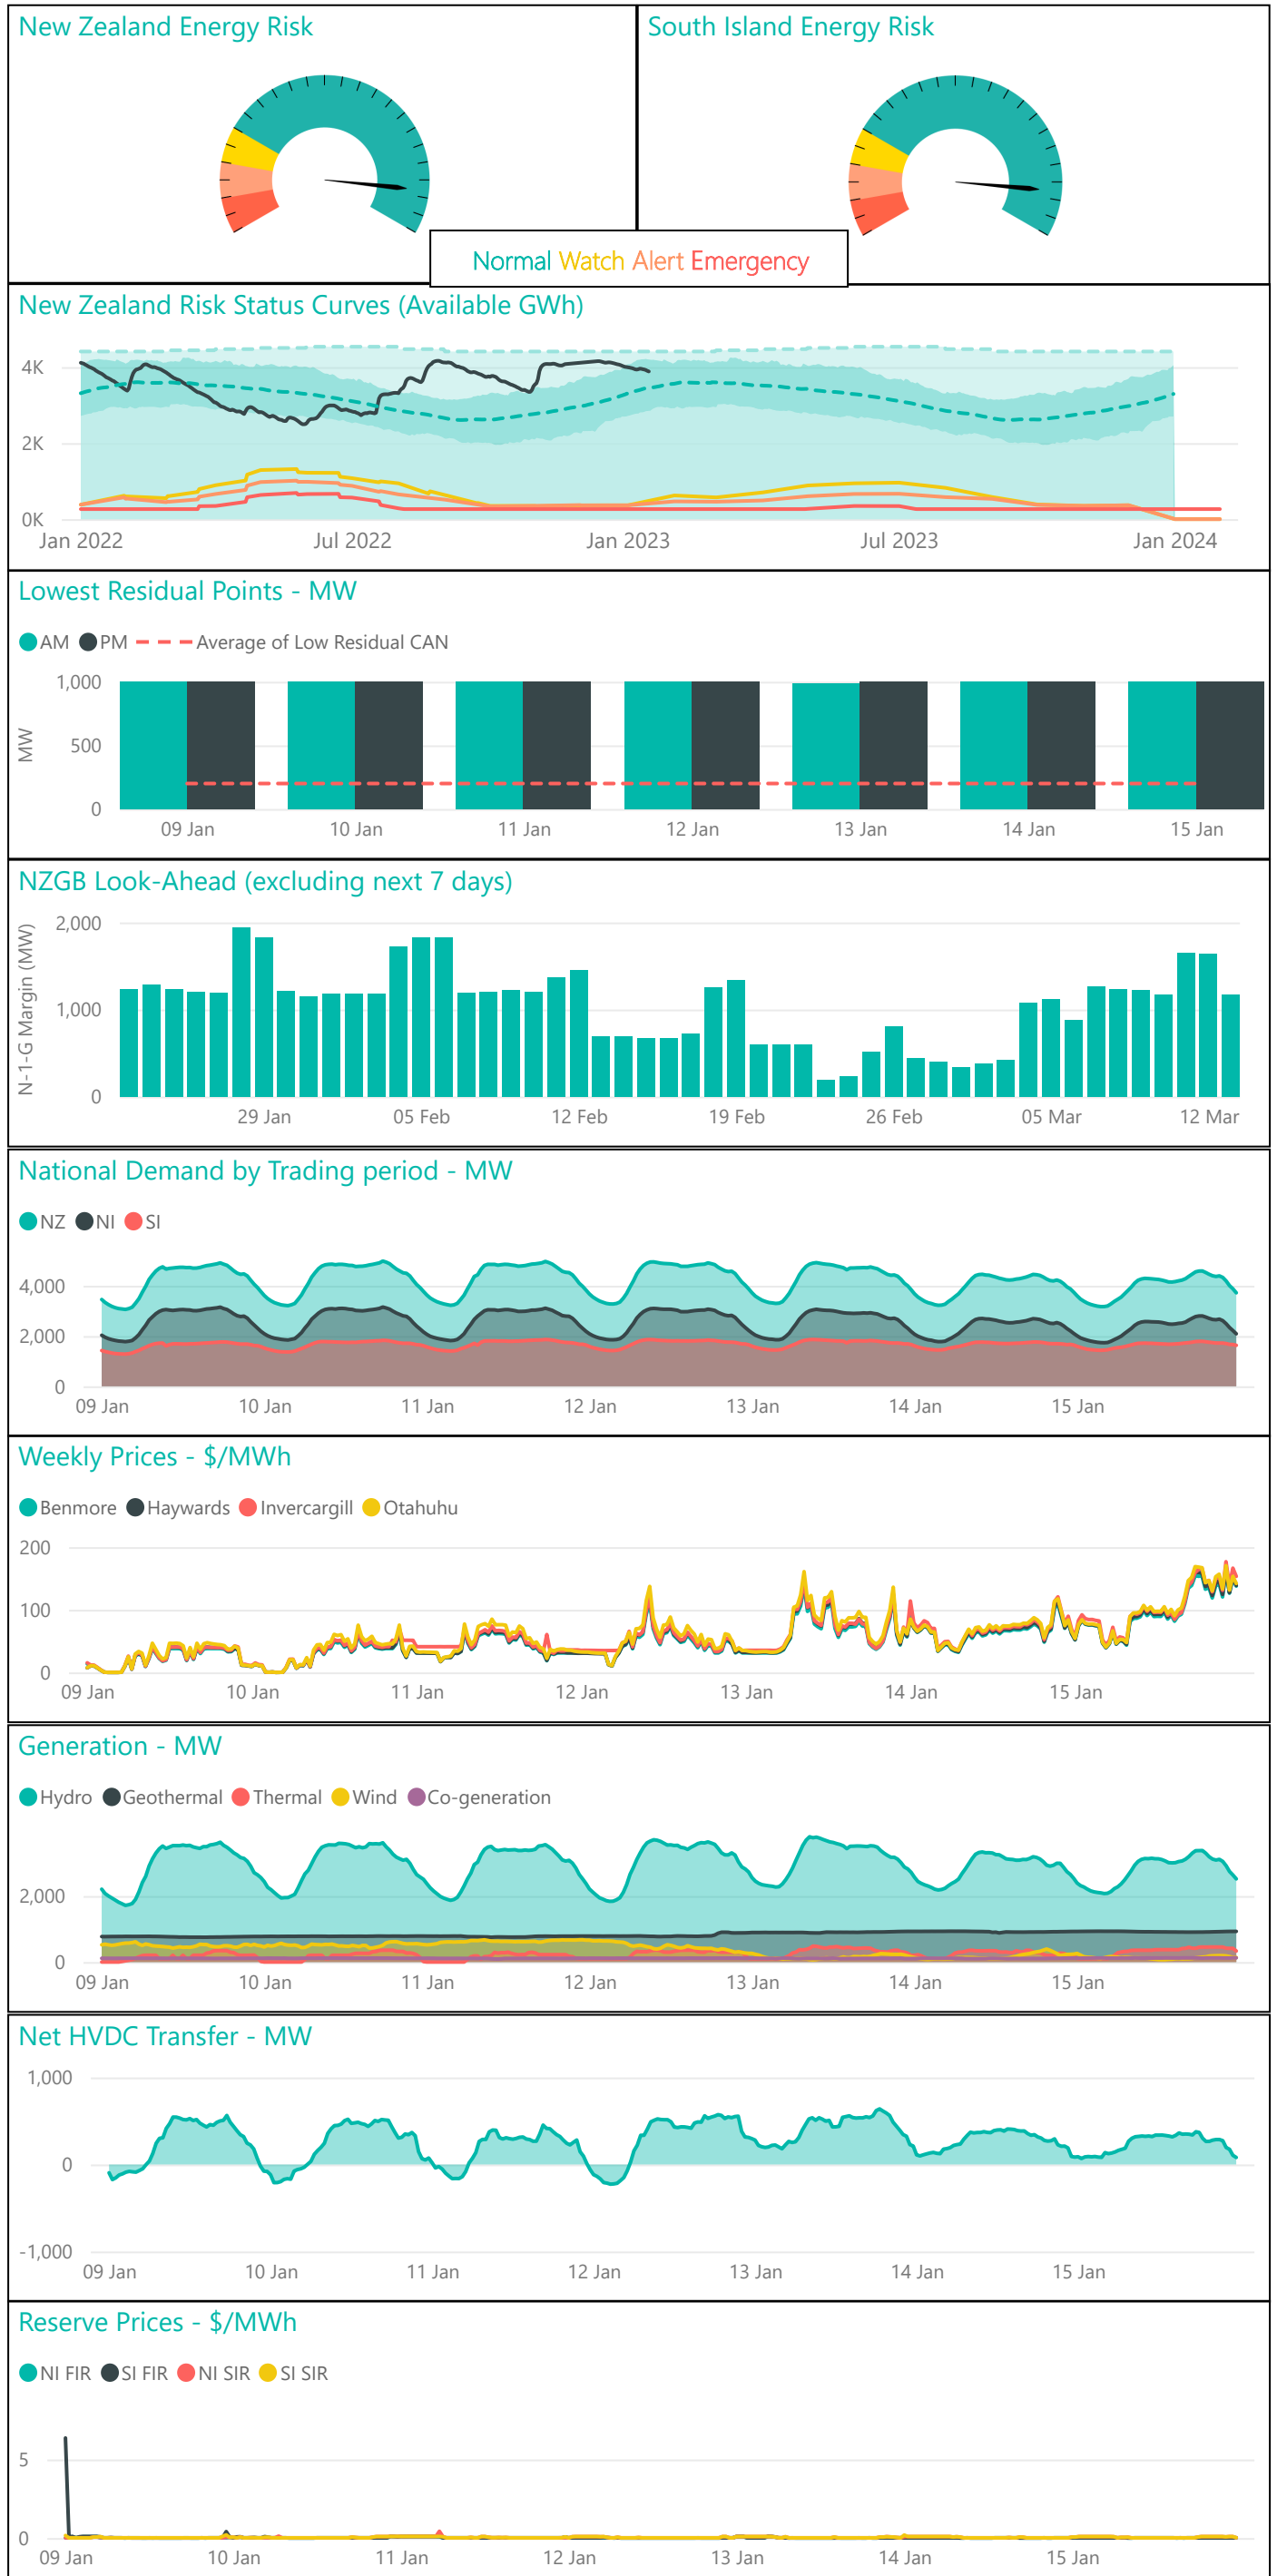 New Zealand Energy Risk
South Island Energy Risk
Normal Watch Alert Emergency
New Zealand Risk Status Curves (Available GWh)
4K
2K
0K
Jan 2022 Jul 2022 Jan 2023 Jul 2023 Jan 2024
Lowest Residual Points - MW
AM PM Average of Low Residual CAN
1,000
MW
500
0
09 Jan 10 Jan 11 Jan 12 Jan 13 Jan 14 Jan 15 Jan
NZGB Look-Ahead (excluding next 7 days)
N-1-G Margin (MW)
2,000
1,000
0
29 Jan 05 Feb 12 Feb 19 Feb 26 Feb 05 Mar 12 Mar
National Demand by Trading period - MW
NZ NI SI
4,000
2,000
0
09 Jan 10 Jan 11 Jan 12 Jan 13 Jan 14 Jan 15 Jan
Weekly Prices - $/MWh
Benmore Haywards Invercargill Otahuhu
200
100
0
09 Jan 10 Jan 11 Jan 12 Jan 13 Jan 14 Jan 15 Jan
Generation - MW
Hydro Geothermal Thermal Wind Co-generation
2,000
0
09 Jan 10 Jan 11 Jan 12 Jan 13 Jan 14 Jan 15 Jan
Net HVDC Transfer - MW
1,000
0
-1,000
09 Jan 10 Jan 11 Jan 12 Jan 13 Jan 14 Jan 15 Jan
Reserve Prices - $/MWh
NI FIR SI FIR NI SIR SI SIR
5
0
09 Jan 10 Jan 11 Jan 12 Jan 13 Jan 14 Jan 15 Jan